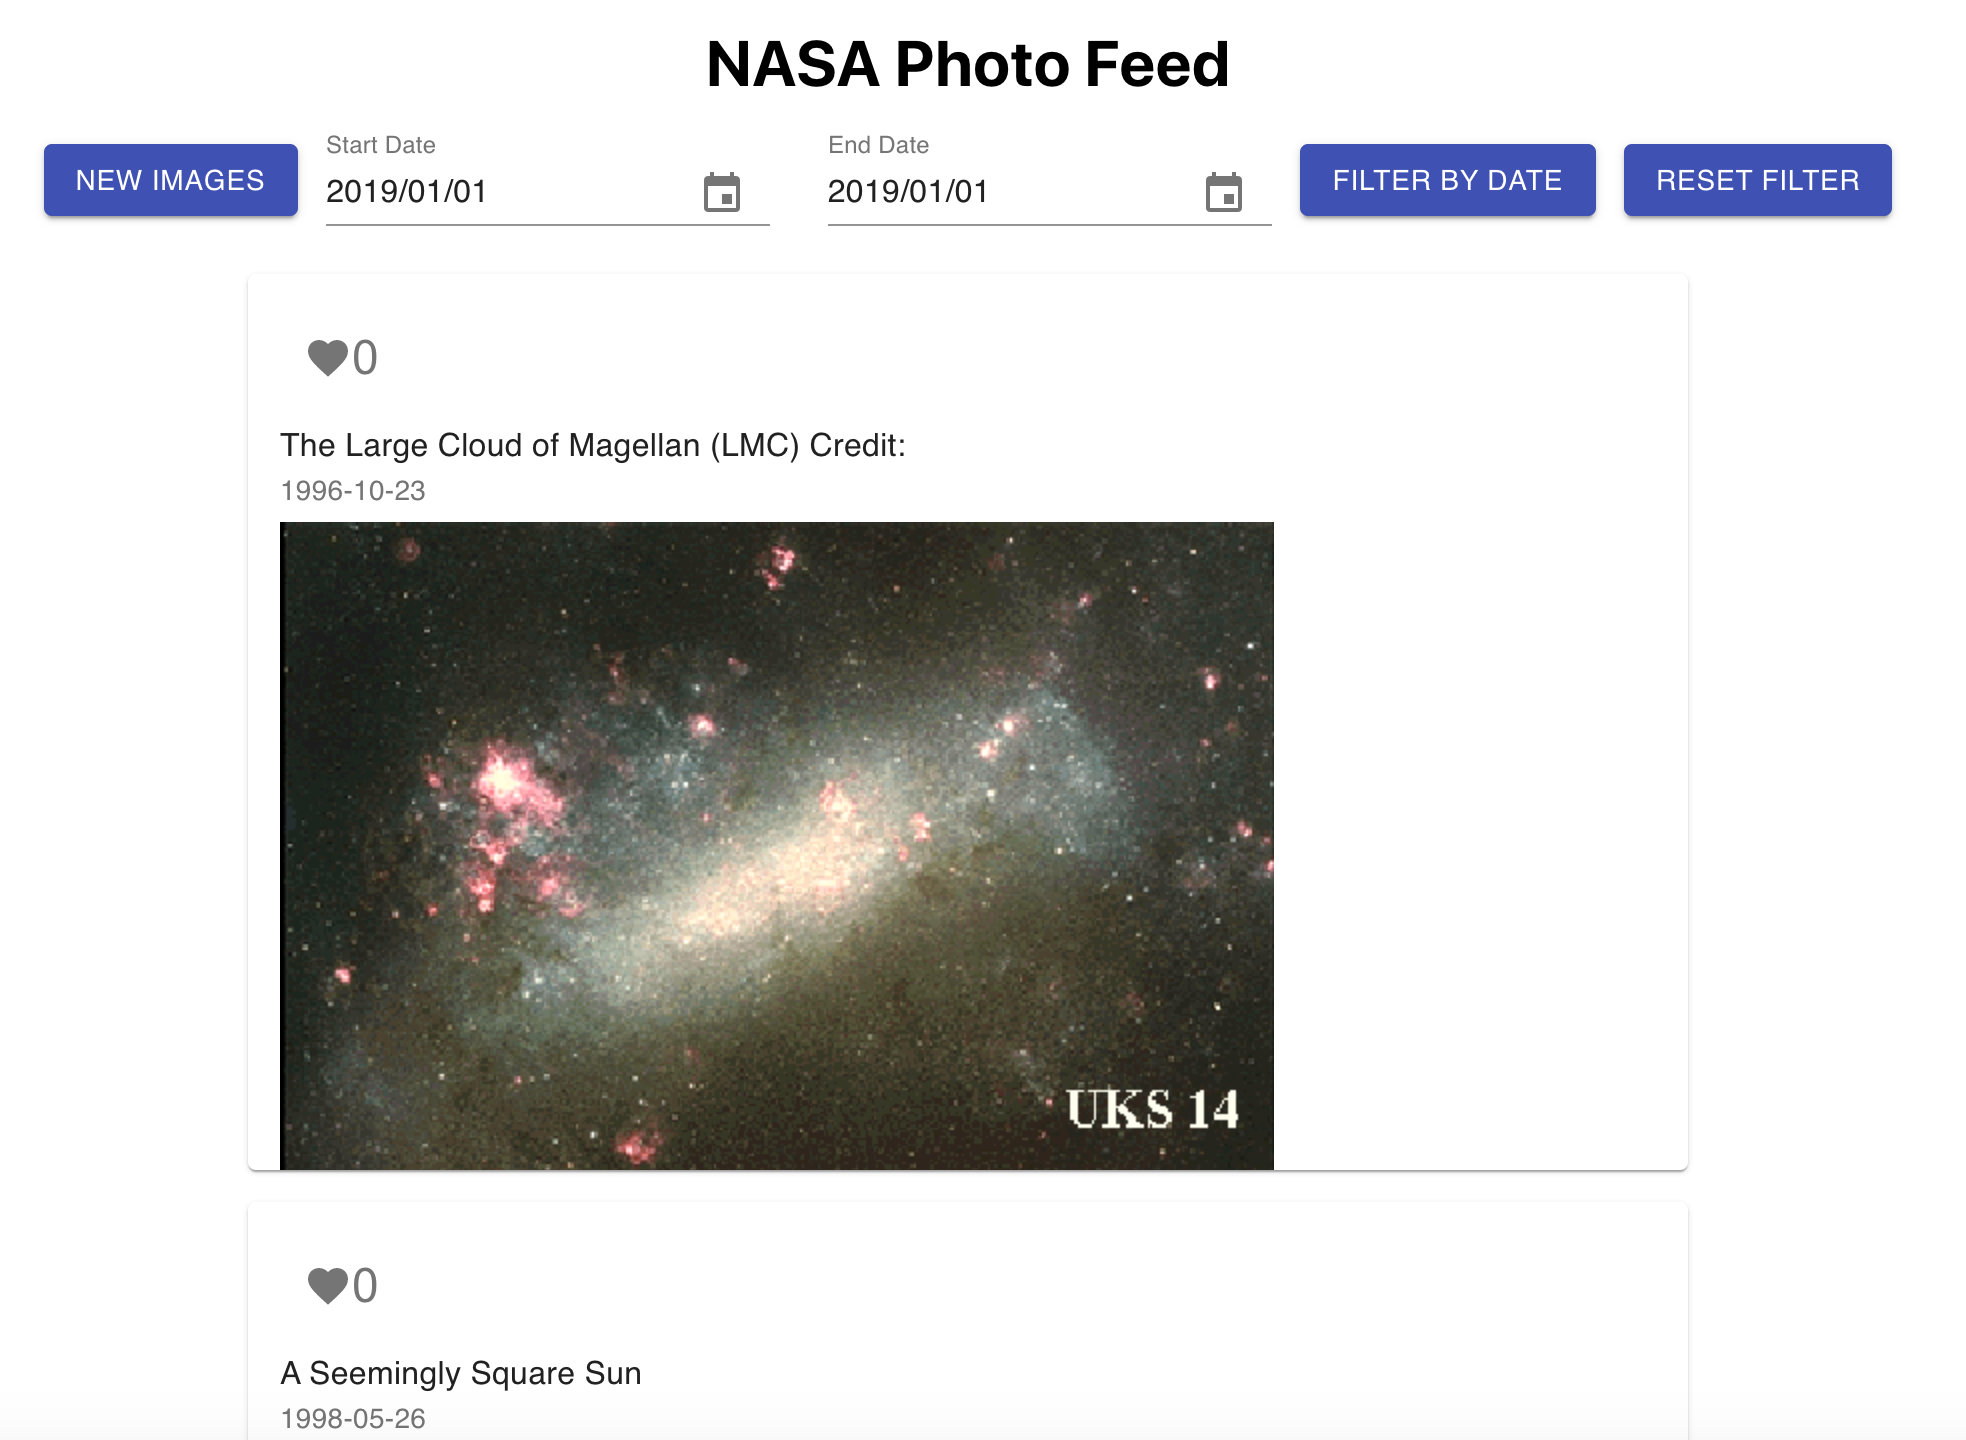 NASA Photo Feed
NEW IMAGES
Start Date
2019/01/01
End Date
2019/01/01
FILTER BY DATE
RESET FILTER
0
The Large Cloud of Magellan (LMC) Credit:
1996-10-23
UKS 14
0
A Seemingly Square Sun
1998-05-26